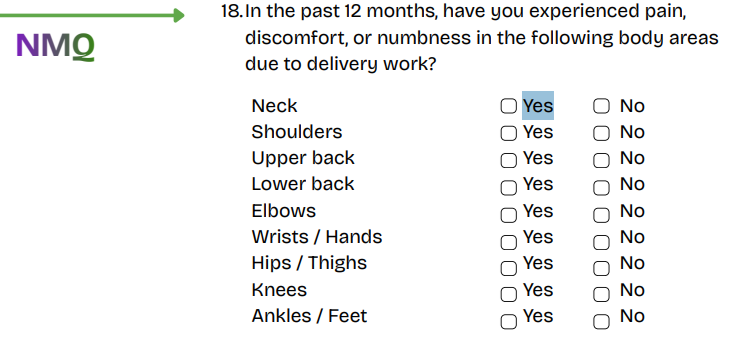 NMQ
18. In the past 12 months, have you experienced pain,
discomfort, or numbness in the following body areas
due to delivery work?
Neck Yes No
Shoulders Yes No
Upper back Yes No
Lower back Yes No
Elbows Yes No
Wrists / Hands Yes No
Hips / Thighs Yes No
Knees Yes No
Ankles / Feet Yes No